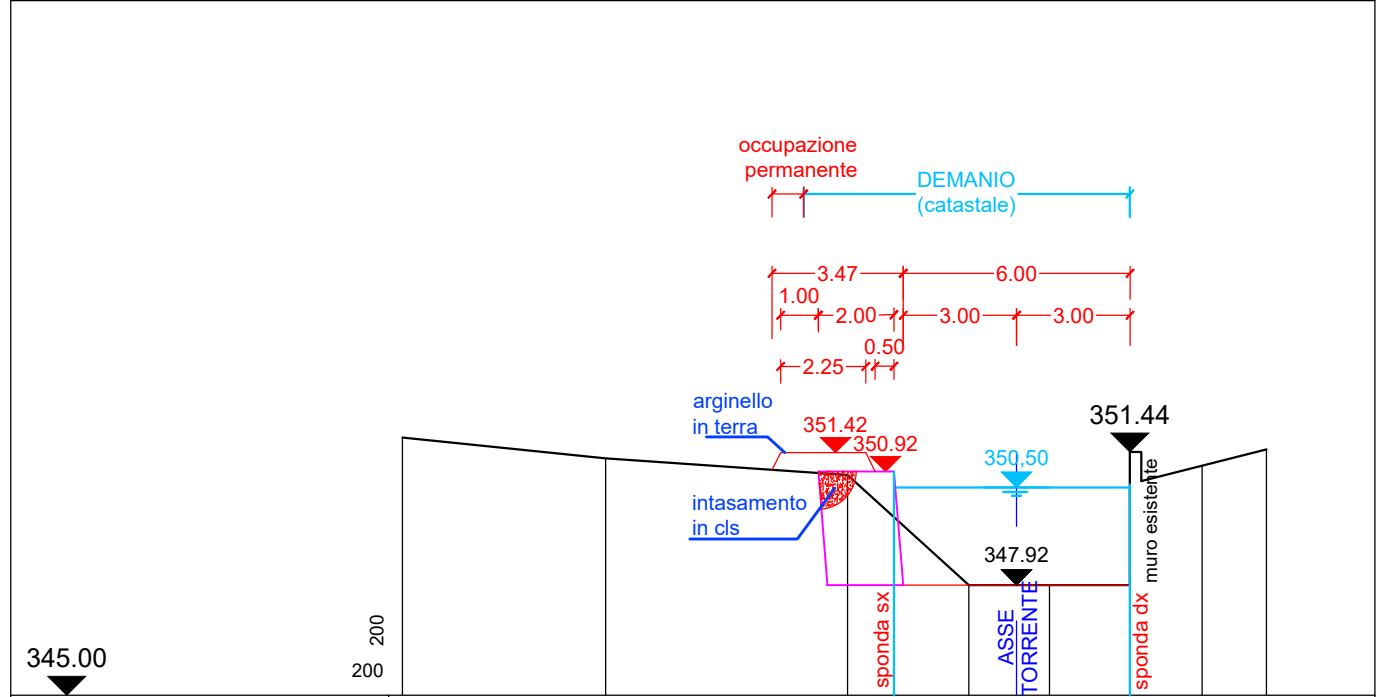 occupazione
permanente
DEMANIO
(catastale)
3.47
6.00
1.00
2.00
3.00
3.00
0.50
2.25
arginello
in terra
351.42
350.92
351.44
350,50
muro esistente
intasamento
in cls
347.92
sponda sx
ASSE
TORRENTE
sponda dx
200
200
345.00